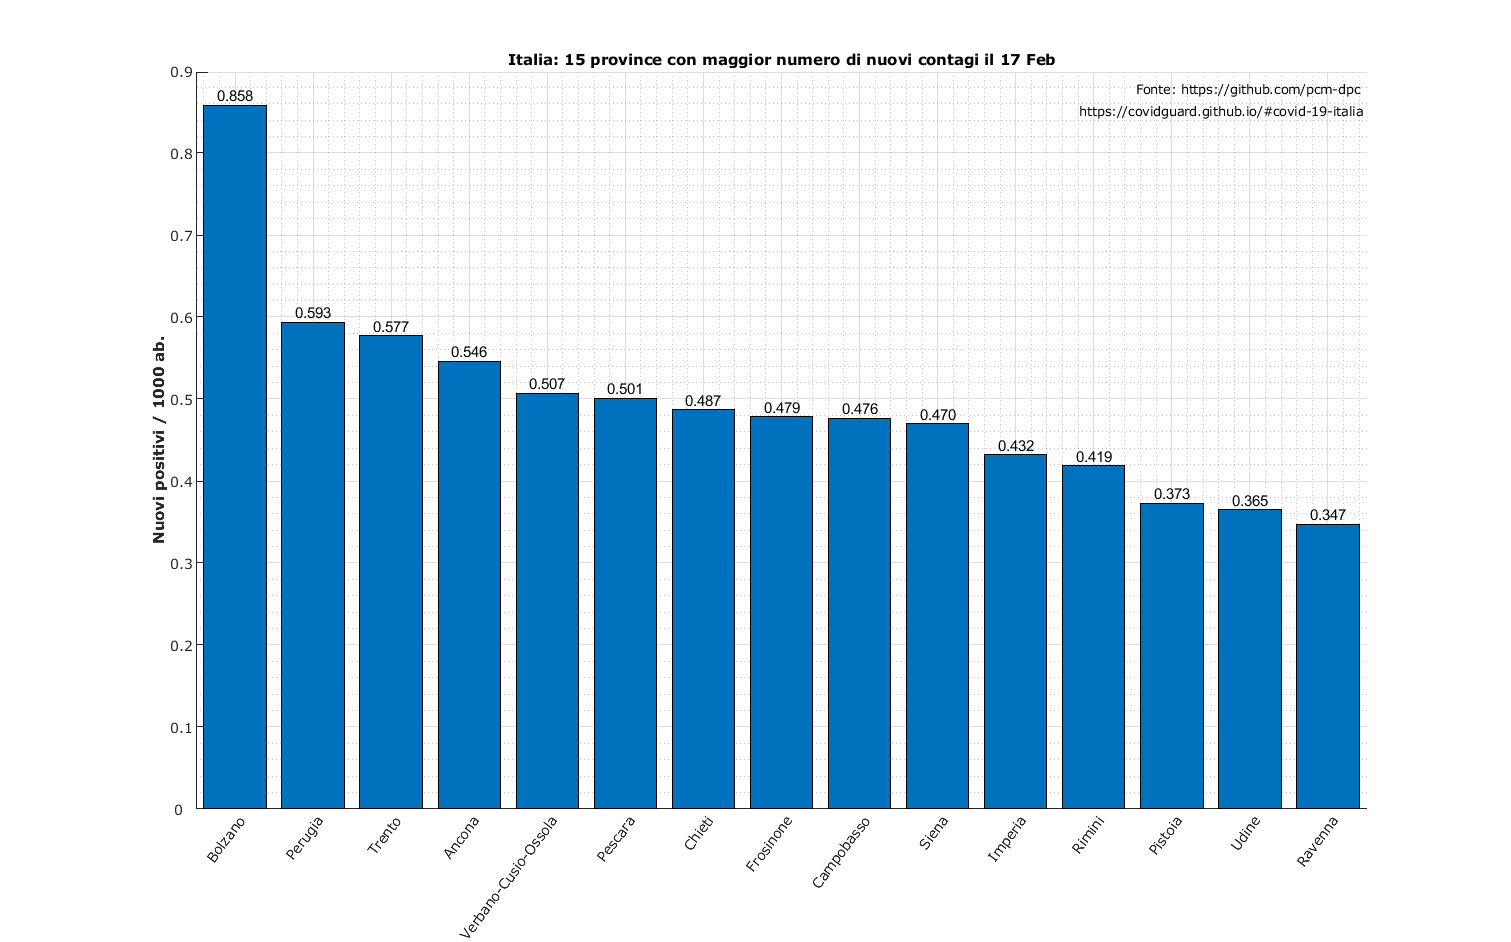 Italia: 15 province con maggior numero di nuovi contagi il 17 Feb
Fonte: https://github.com/pcm-dpc
https://covidguard.github.io/#covid-19-italia
Nuovi positivi / 1000 ab.
0.9
0.8
0.7
0.6
0.5
0.4
0.3
0.2
0.1
0
0.858
0.593
0.577
0.546
0.507
0.501
0.487
0.479
0.476
0.470
0.432
0.419
0.373
0.365
0.347
Bolzano
Perugia
Trento
Ancona
Verbano-Cusio-Ossola
Pescara
Chieti
Frosinone
Campobasso
Siena
Imperia
Rimini
Pistoia
Udine
Ravenna